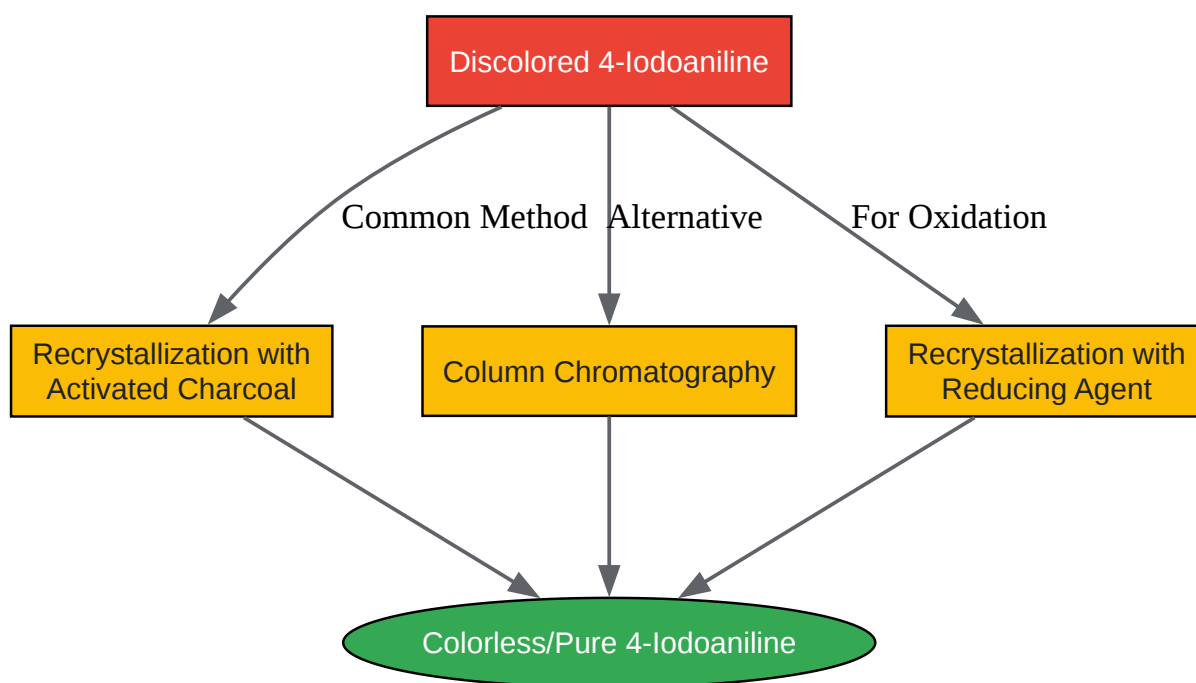 Discolored 4-Iodoaniline
Common Method
Alternative
For Oxidation
Recrystallization with
Activated Charcoal
Column Chromatography
Recrystallization with
Reducing Agent
Colorless/Pure 4-Iodoaniline